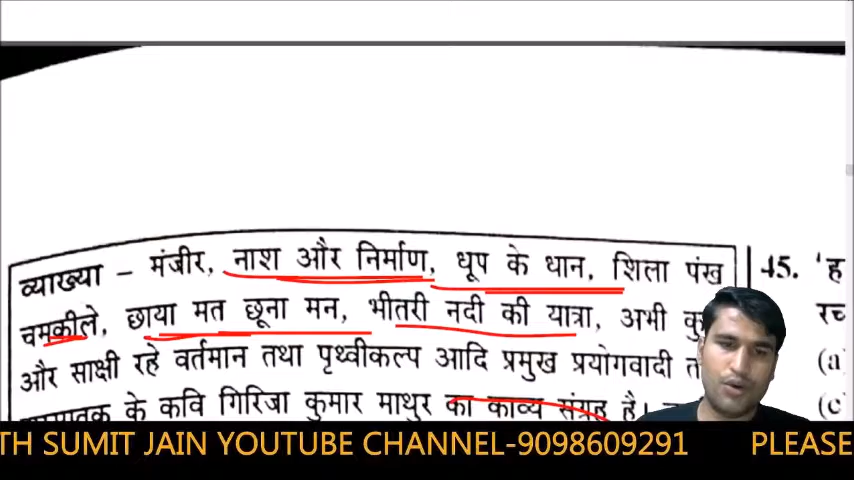 व्याख्या – मंजीर, नाश और निर्माण, धूप के धान, शिला पंख
चमकीले, छाया मत छूना मन, भीतरी नदी की यात्रा, अभी
और साक्षी रहे वर्तमान तथा पृथ्वीकल्प आदि प्रमुख प्रयोगवादी
के कवि गिरिजा कुमार माथुर का काव्य संग्रह है।
45. 'ह
रच
(a)
(c
TH SUMIT JAIN YOUTUBE CHANNEL-9098609291 PLEASE